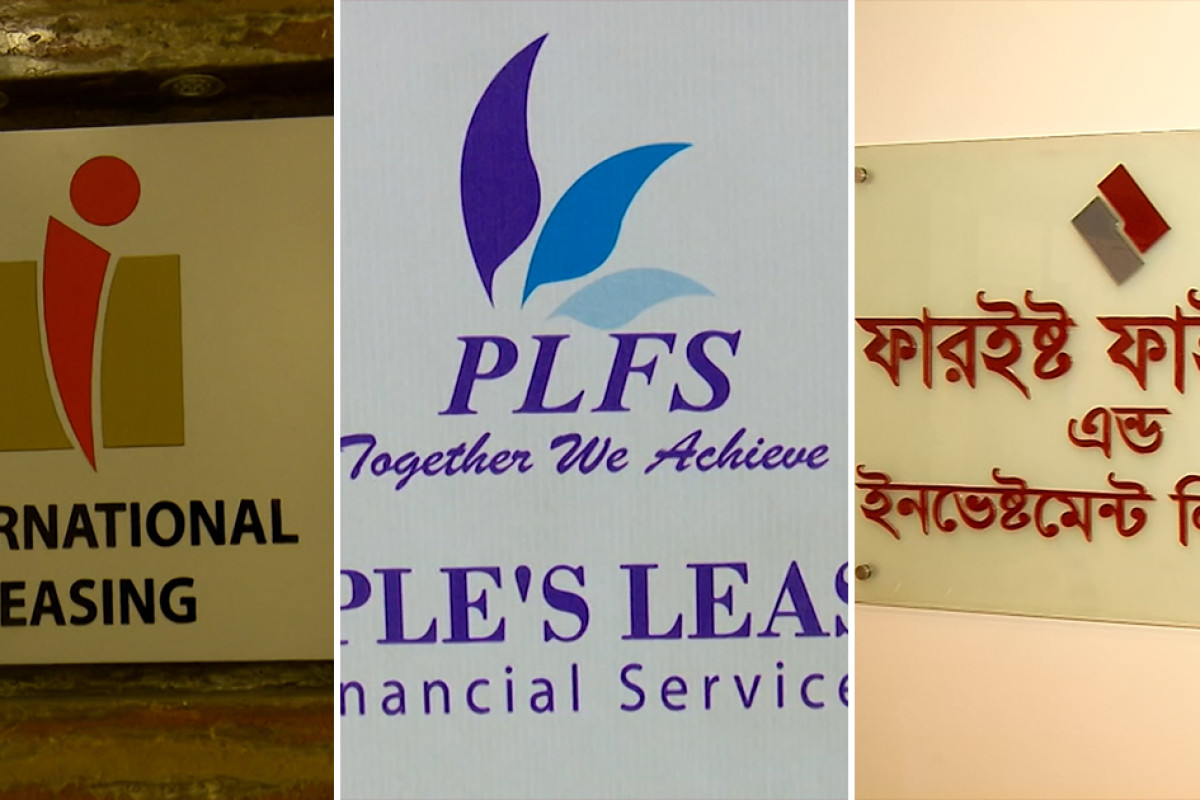 RNATIONAL
EASING
PLFS
Together We Achieve
PLE'S LEAS
nancial Service
ফারইষ্ট ফাই
এন্ড
ইনভেষ্টমেন্ট লি